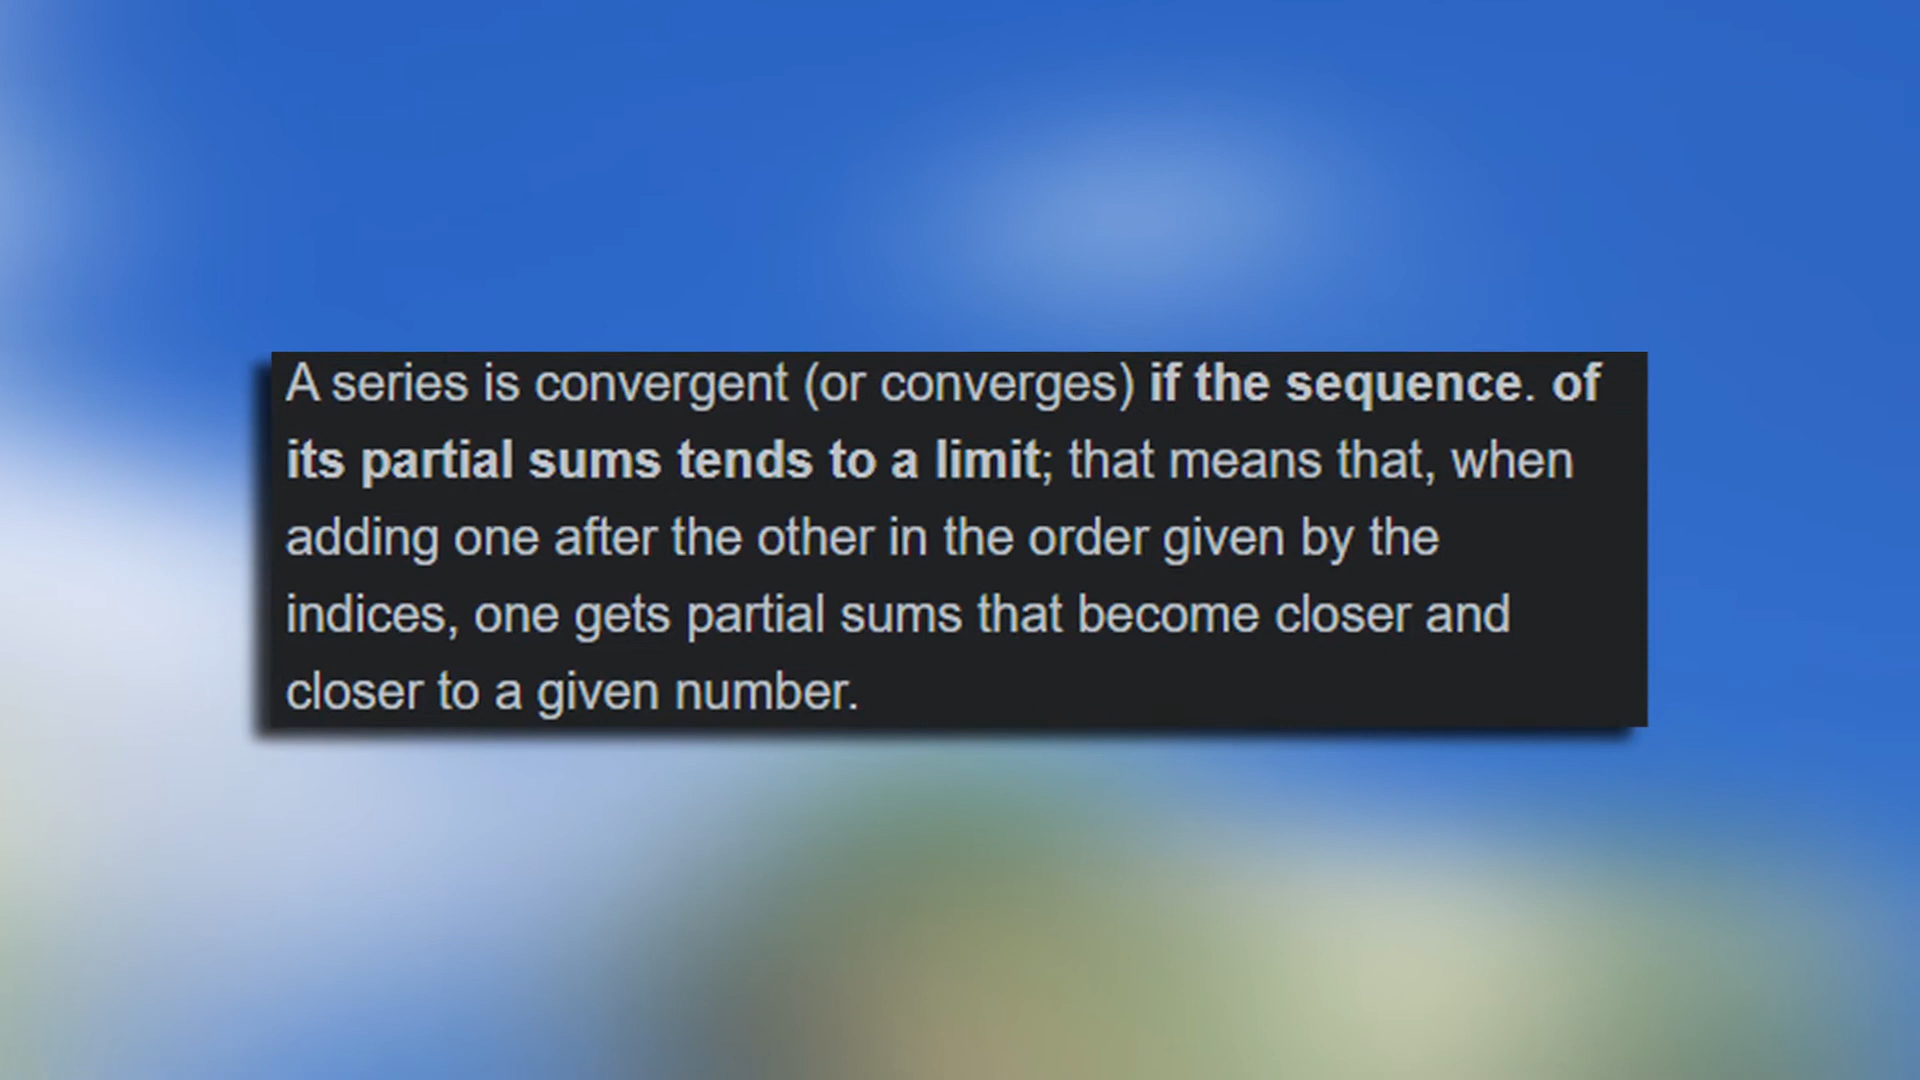 A series is convergent (or converges) if the sequence. of
its partial sums tends to a limit; that means that, when
adding one after the other in the order given by the
indices, one gets partial sums that become closer and
closer to a given number.